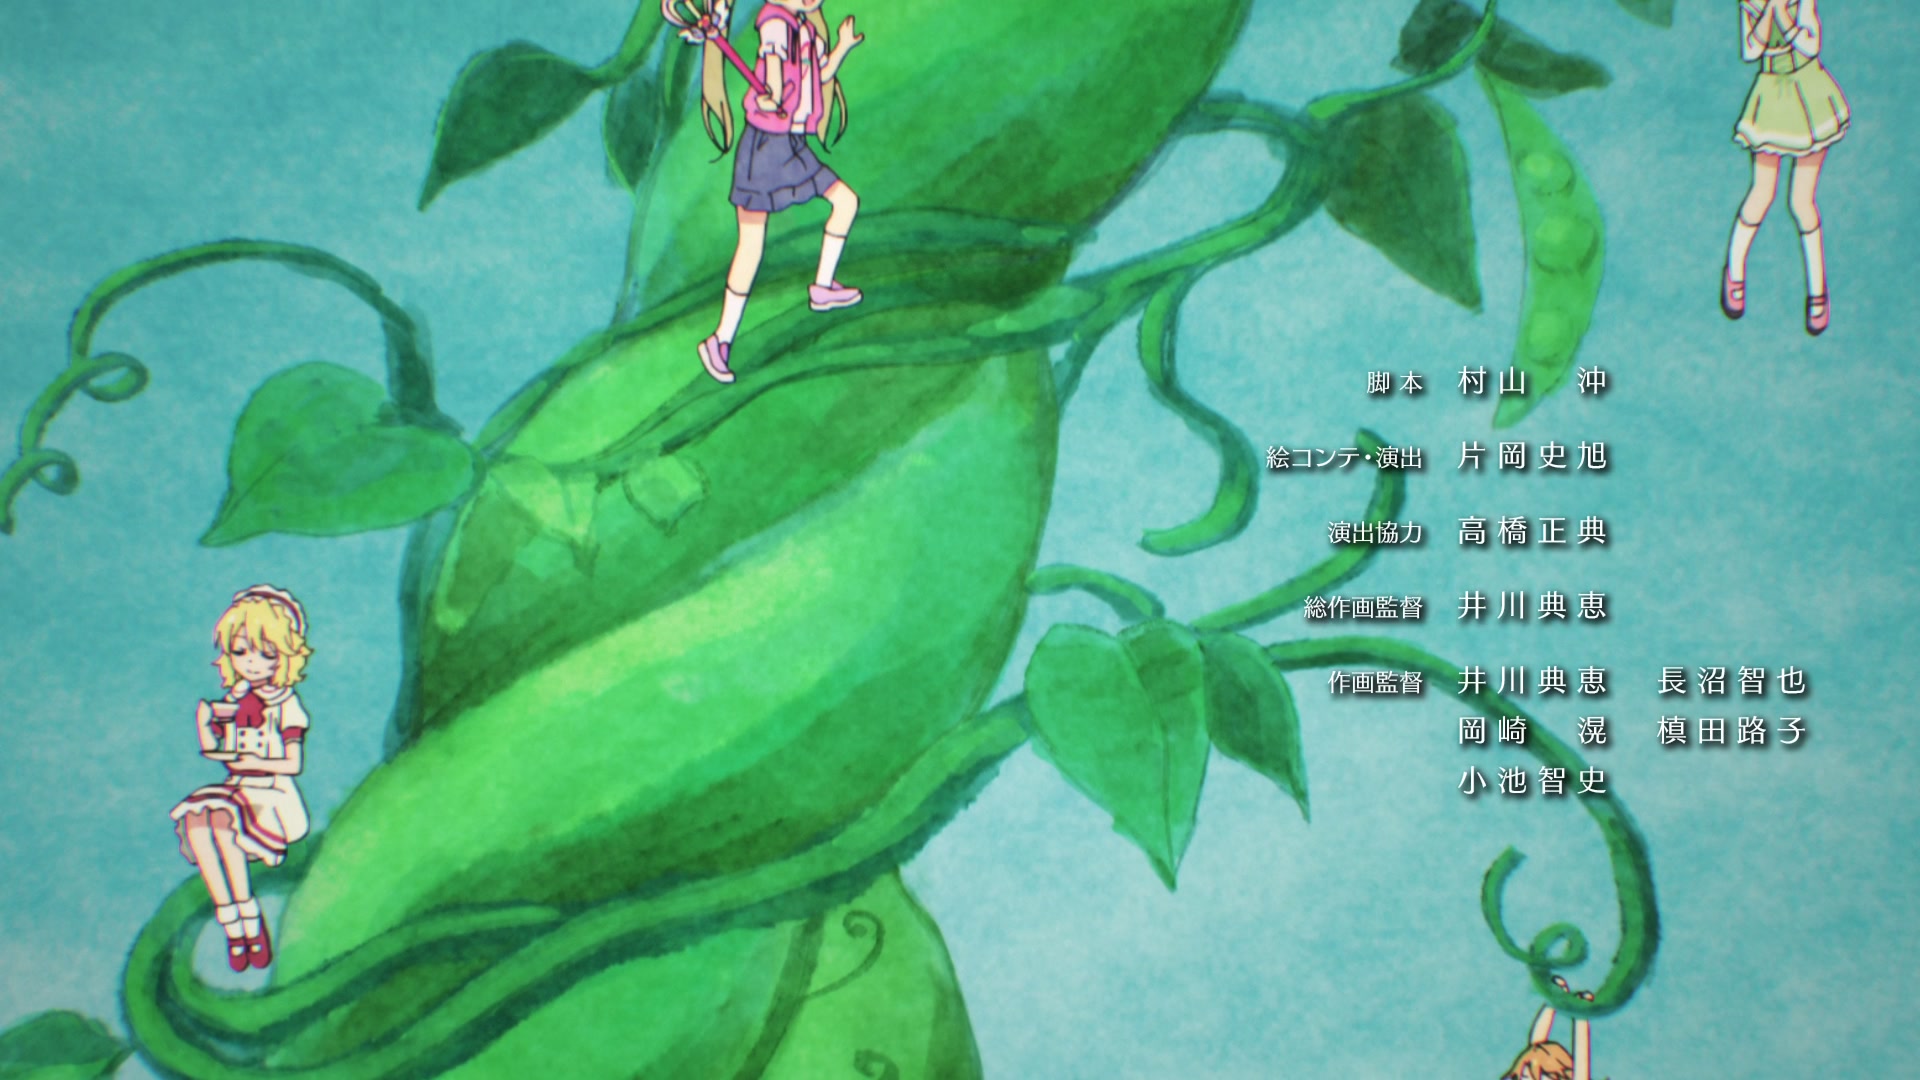 脚本 村山 沖
絵コンテ・演出 片岡史旭
演出協力 高橋正典
総作画監督 井川典恵
作画監督 井川典恵 長沼智也
岡崎 滉 槙田路子
小池智史